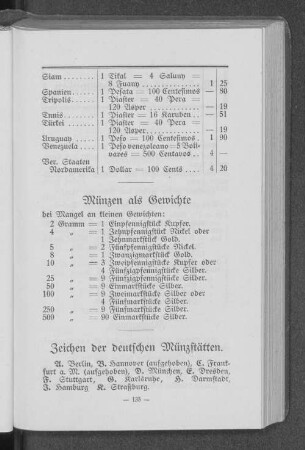 Siam . . . . . 1 Tikal = 4 Saluny =
8 Fuany . . . . . . . 1 25
Spanien . . . . 1 Pesata = 100 Centesimos — 80
Tripolis . . . . 1 Piaster = 40 Pera =
120 Asper . . . . . — 19
Tunis . . . . . 1 Piaster = 16 Karuben . — 51
Türkei . . . . 1 Piaster = 40 Pera =
120 Asper . . . . . — 19
Uruguay . . . 1 Peso = 100 Centesimos . 1 90
Venezuela . . . 1 Peso venezolano = 5 Boli-
vares = 500 Centavos . 4 —
Ver. Staaten
Nordamerika 1 Dollar = 100 Cents . . 4 20
Münzen als Gewichte
bei Mangel an kleinen Gewichten:
2 Gramm = 1 Einpfennigstück Kupfer.
4 „ = 1 Zehnpfennigstück Nickel oder
1 Zehnmarkstück Gold.
5 „ = 2 Fünfpfennigstücke Nickel.
8 „ = 1 Zwanzigmarkstück Gold.
10 „ = 3 Zweipfennigstücke Kupfer oder
4 Fünfzigpfennigstücke Silber.
25 „ = 9 Fünfzigpfennigstücke Silber.
50 „ = 9 Einmarkstücke Silber.
100 „ = 9 Zweimarkstücke Silber oder
4 Fünfmarkstücke Silber.
250 „ = 9 Fünfmarkstücke Silber.
500 „ = 90 Einmarkstücke Silber.
Zeichen der deutschen Münzstätten.
A. Berlin, B. Hannover (aufgehoben), C. Frank-
furt a. M. (aufgehoben), D. München, E. Dresden,
F. Stuttgart, G. Karlsruhe, H. Darmstadt,
J. Hamburg K. Straßburg.
— 139 —